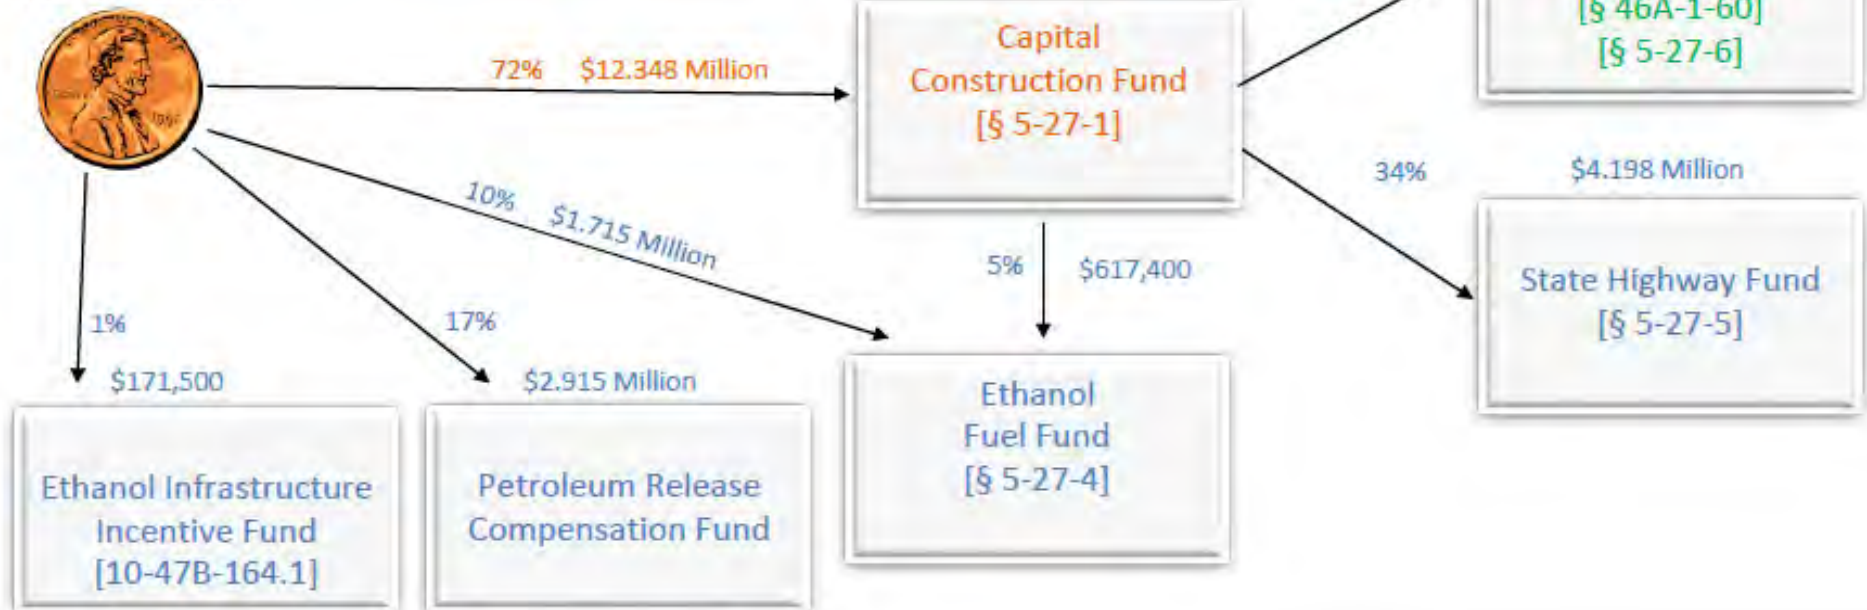 [§ 46A-1-60]
[§ 5-27-6]
Capital
Construction Fund
[§ 5-27-1]
72% $12.348 Million
34% $4.198 Million
10% $1.715 Million
5% $617,400
State Highway Fund
[§ 5-27-5]
1%
17%
$171,500
$2.915 Million
Ethanol
Fuel Fund
[§ 5-27-4]
Ethanol Infrastructure
Incentive Fund
[10-47B-164.1]
Petroleum Release
Compensation Fund